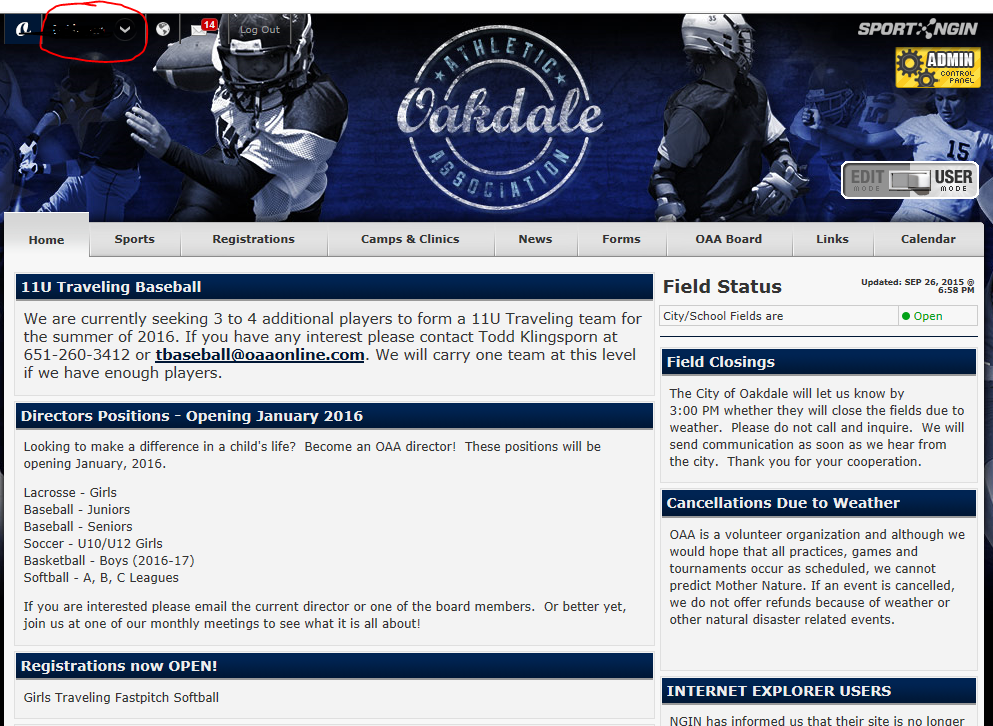 14
Log Out
SPORT NGIN
ADMIN
CONTROL
PANEL
35
15
ATHLETIC
Oakdale
ASSOCIATION
EDIT
MODE
USER
MODE
Home Sports Registrations Camps & Clinics News Forms OAA Board Links Calendar
11U Traveling Baseball
We are currently seeking 3 to 4 additional players to form a 11U Traveling team for
the summer of 2016. If you have any interest please contact Todd Klingsporn at
651-260-3412 or tbaseball@oaaonline.com. We will carry one team at this level
if we have enough players.
Directors Positions - Opening January 2016
Looking to make a difference in a child's life?  Become an OAA director!  These positions will be
opening January, 2016.
Lacrosse - Girls
Baseball - Juniors
Baseball - Seniors
Soccer - U10/U12 Girls
Basketball - Boys (2016-17)
Softball - A, B, C Leagues
If you are interested please email the current director or one of the board members.  Or better yet,
join us at one of our monthly meetings to see what it is all about!
Registrations now OPEN!
Girls Traveling Fastpitch Softball
Field Status
Updated: SEP 26, 2015 @
6:58 PM
City/School Fields are Open
Field Closings
The City of Oakdale will let us know by
3:00 PM whether they will close the fields due to
weather.  Please do not call and inquire.  We will
send communication as soon as we hear from
the city.  Thank you for your cooperation.
Cancellations Due to Weather
OAA is a volunteer organization and although we
would hope that all practices, games and
tournaments occur as scheduled, we cannot
predict Mother Nature. If an event is cancelled,
we do not offer refunds because of weather or
other natural disaster related events.
INTERNET EXPLORER USERS
NGIN has informed us that their site is no longer